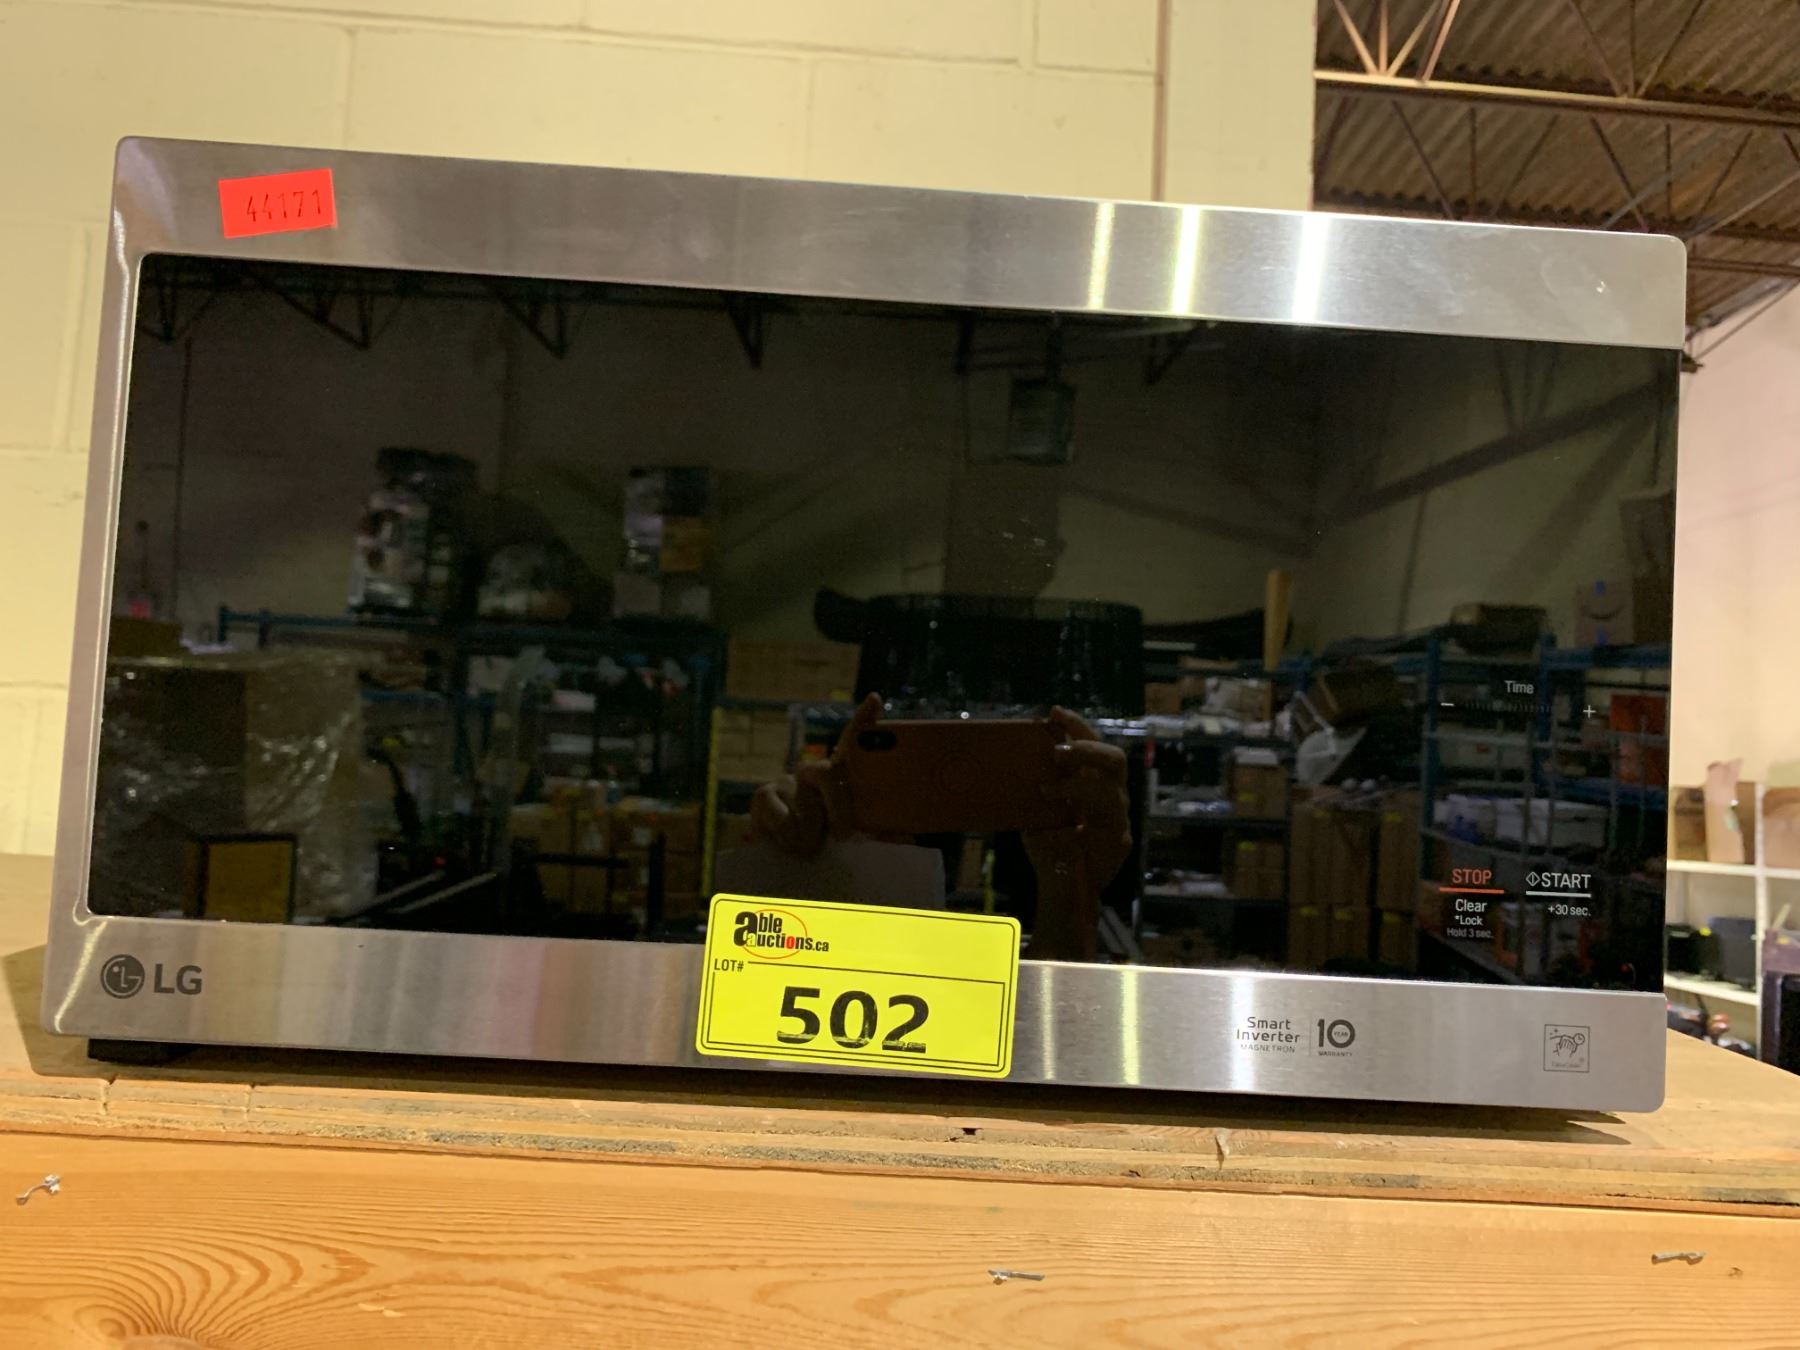 44171
Time
- +
STOP START
Clear +30 sec.
*Lock
Hold 3 sec.
able
auctions.ca
LOT#
502
LG
Smart
Inverter
MAGNETRON
10
YEAR
WARRANTY
EasyClean